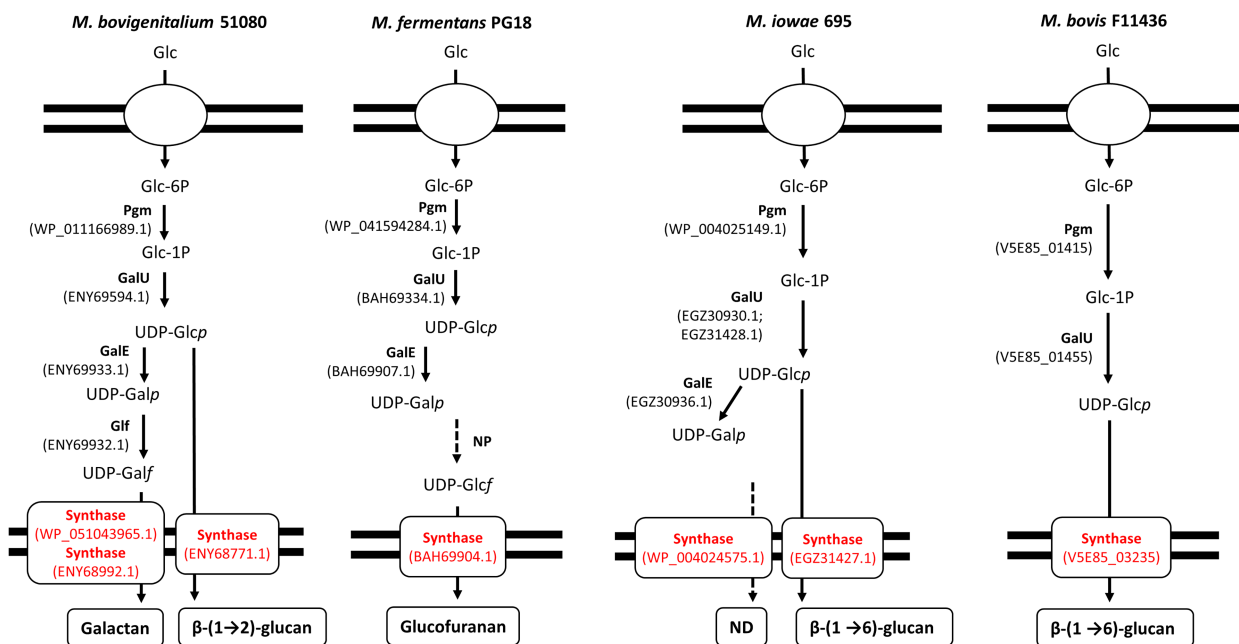 M. bovigenitalium 51080
Glc
Glc-6P
Pgm
(WP_011166989.1)
Glc-1P
GalU
(ENY69594.1)
UDP-Glcp
GalE
(ENY69933.1)
UDP-Galp
Glf
(ENY69932.1)
UDP-Galf
Synthase
(WP_051043965.1)
Synthase
(ENY68992.1)
Synthase
(ENY68771.1)
Galactan
β-(1→2)-glucan
M. fermentans PG18
Glc
Glc-6P
Pgm
(WP_041594284.1)
Glc-1P
GalU
(BAH69334.1)
UDP-Glcp
GalE
(BAH69907.1)
UDP-Galp
NP
UDP-Glcf
Synthase
(BAH69904.1)
Glucofuranan
M. iowae 695
Glc
Glc-6P
Pgm
(WP_004025149.1)
Glc-1P
GalU
(EGZ30930.1;
EGZ31428.1)
UDP-Glcp
GalE
(EGZ30936.1)
UDP-Galp
Synthase
(WP_004024575.1)
Synthase
(EGZ31427.1)
ND
β-(1→6)-glucan
M. bovis F11436
Glc
Glc-6P
Pgm
(V5E85_01415)
Glc-1P
GalU
(V5E85_01455)
UDP-Glcp
Synthase
(V5E85_03235)
β-(1→6)-glucan